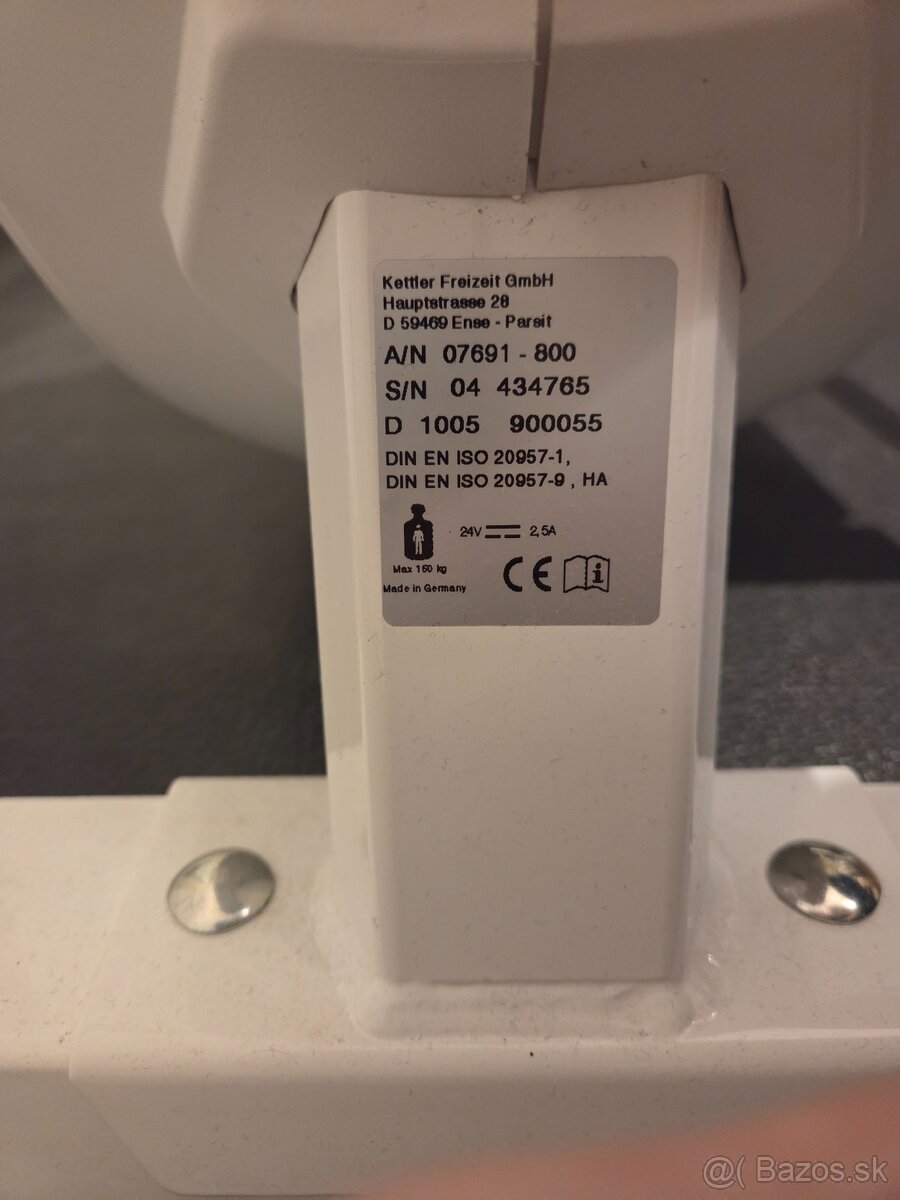 Kettler Freizeit GmbH
Hauptstrasse 28
D 59469 Ense - Parsit
A/N 07691 - 800
S/N 04 434765
D 1005 900055
DIN EN ISO 20957-1,
DIN EN ISO 20957-9 , HA
24V 2,5A
Max 160 kg
Made in Germany
CE
i
@( Bazos.sk